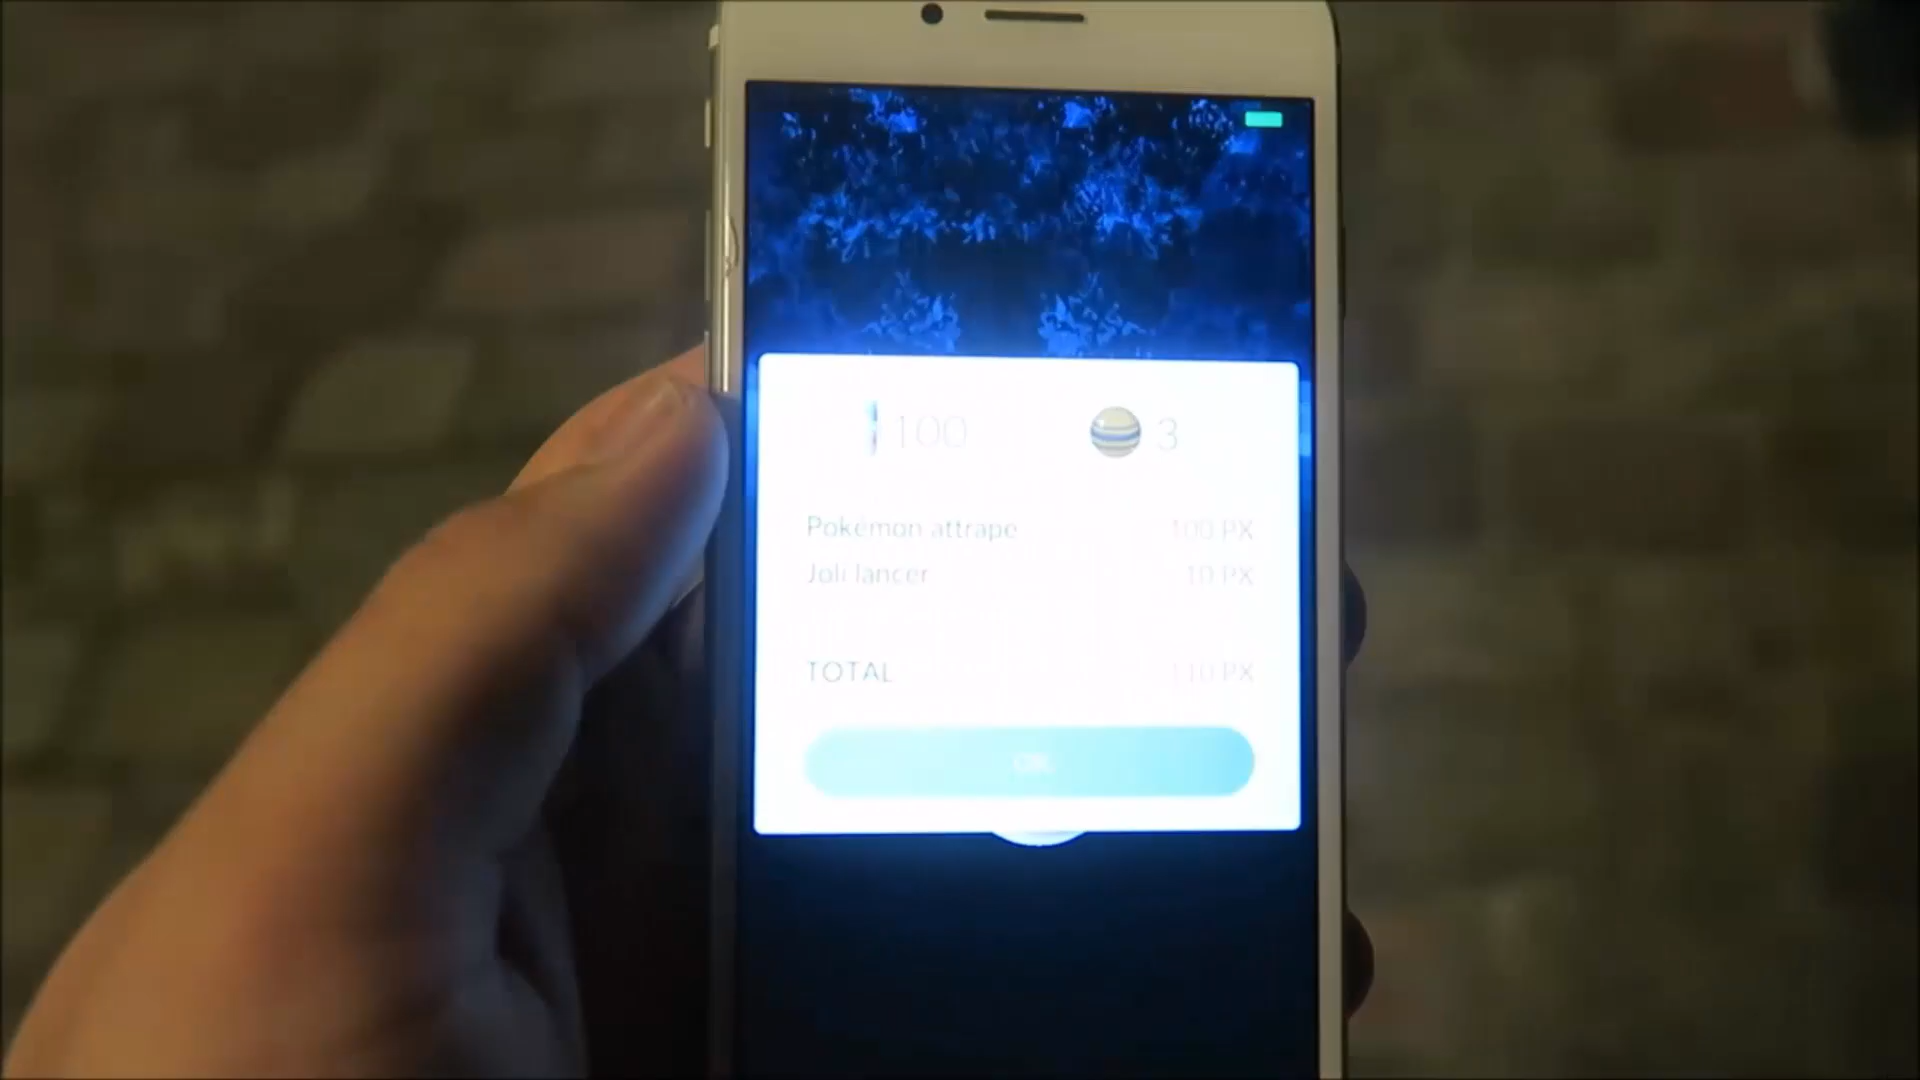 100 3
Pokémon attrapé 100 PX
Joli lancer 10 PX
TOTAL 110 PX
OK